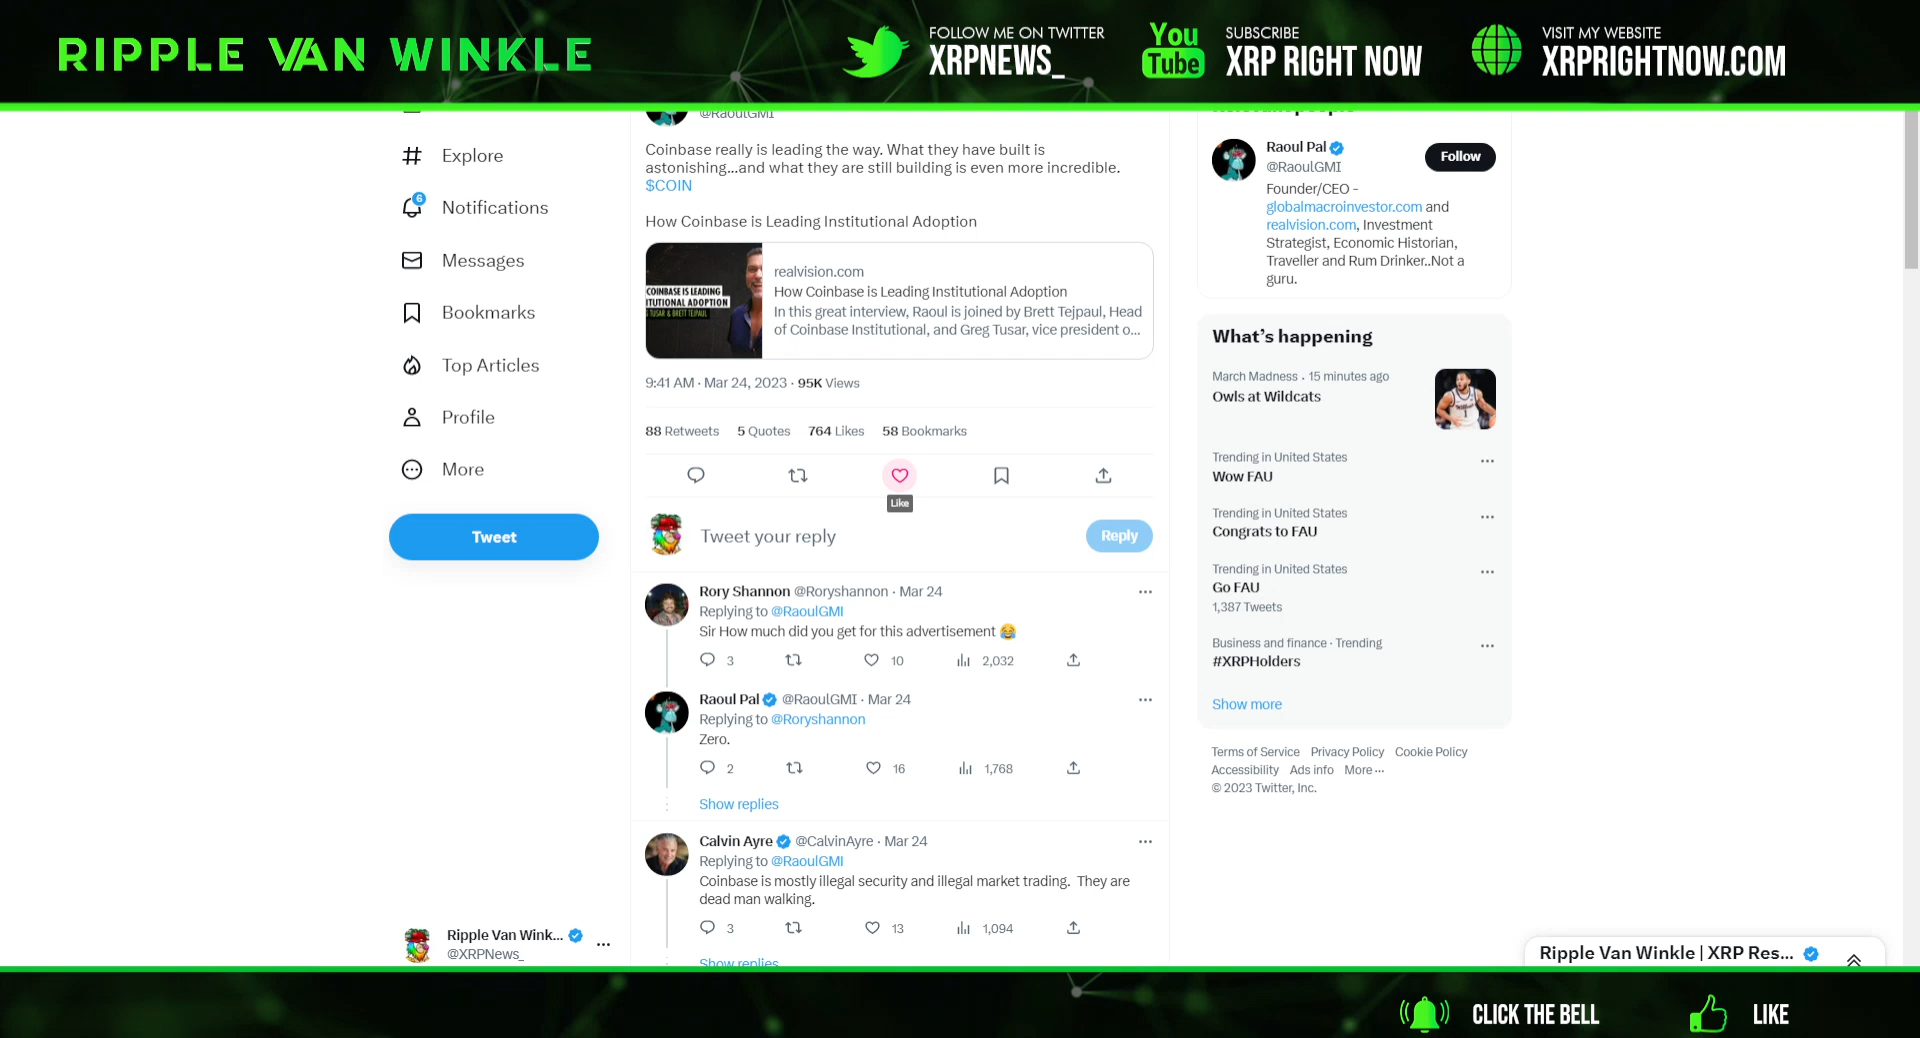 RIPPLE VAN WINKLE
FOLLOW ME ON TWITTER
XRPNEWS_
You
Tube
SUBSCRIBE
XRP RIGHT NOW
VISIT MY WEBSITE
XRPRIGHTNOW.COM
Explore
6
Notifications
Messages
Bookmarks
Top Articles
Profile
More
Tweet
Ripple Van Wink...
@XRPNews_
@RaoulGMI
Coinbase really is leading the way. What they have built is
astonishing...and what they are still building is even more incredible.
$COIN
How Coinbase is Leading Institutional Adoption
COINBASE IS LEADING
ITUTIONAL ADOPTION
G TUSAR & BRETT TEJPAUL
realvision.com
How Coinbase is Leading Institutional Adoption
In this great interview, Raoul is joined by Brett Tejpaul, Head
of Coinbase Institutional, and Greg Tusar, vice president o...
9:41 AM · Mar 24, 2023 · 95K Views
88 Retweets 5 Quotes 764 Likes 58 Bookmarks
Like
Tweet your reply
Reply
Rory Shannon @Roryshannon · Mar 24
Replying to @RaoulGMI
Sir How much did you get for this advertisement 😂
3 10 2,032
Raoul Pal @RaoulGMI · Mar 24
Replying to @Roryshannon
Zero.
2 16 1,768
Show replies
Calvin Ayre @CalvinAyre · Mar 24
Replying to @RaoulGMI
Coinbase is mostly illegal security and illegal market trading. They are
dead man walking.
3 13 1,094
Show replies
Raoul Pal
@RaoulGMI
Follow
Founder/CEO -
globalmacroinvestor.com and
realvision.com, Investment
Strategist, Economic Historian,
Traveller and Rum Drinker..Not a
guru.
What's happening
March Madness · 15 minutes ago
Owls at Wildcats
Trending in United States
Wow FAU
Trending in United States
Congrats to FAU
Trending in United States
Go FAU
1,387 Tweets
Business and finance · Trending
#XRPHolders
Show more
Terms of Service Privacy Policy Cookie Policy
Accessibility Ads info More ···
© 2023 Twitter, Inc.
Ripple Van Winkle | XRP Res...
CLICK THE BELL
LIKE